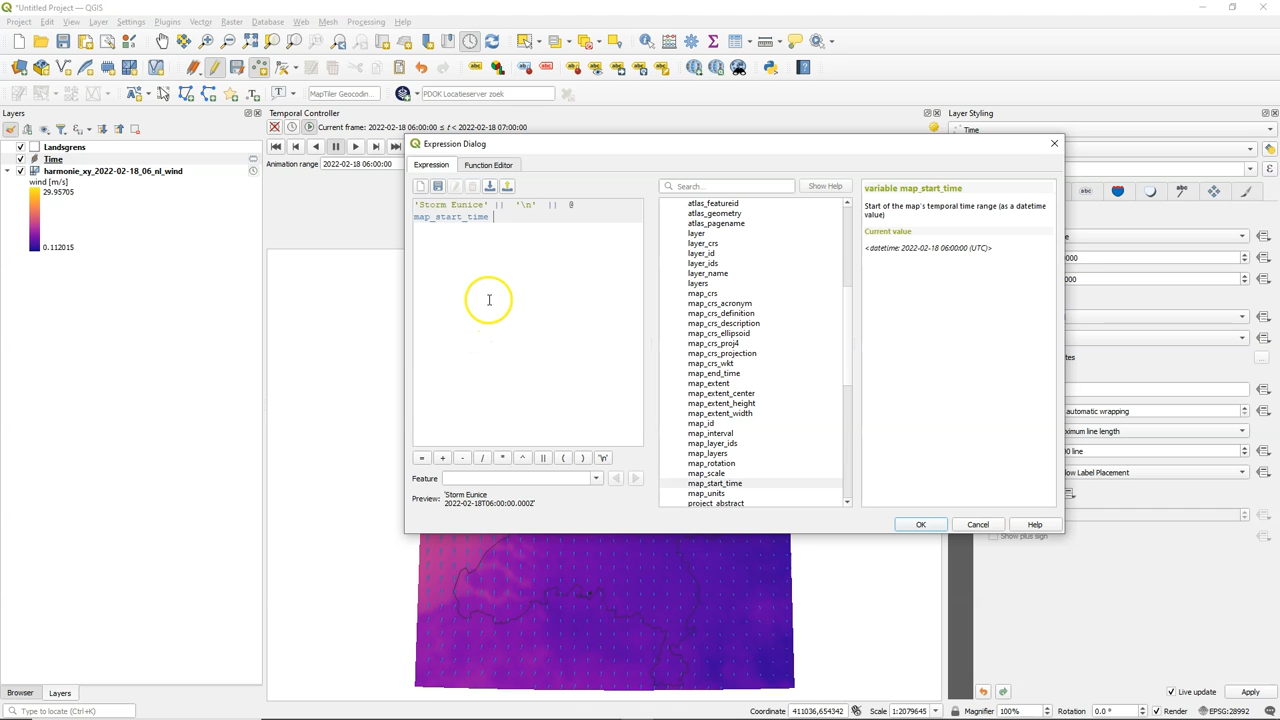 *Untitled Project — QGIS
Project Edit View Layer Settings Plugins Vector Raster Database Web Mesh Processing Help
MapTiler Geocodin...
PDOK Locatieserver zoek
Layers
Temporal Controller
Layer Styling
Landsgrens
Time
harmonie_xy_2022-02-18_06_nl_wind
wind [m/s]
29.95705
0.112015
Current frame: 2022-02-18 06:00:00 ≤ t < 2022-02-18 07:00:00
Animation range 2022-02-18 06:00:00
Time
Expression Dialog
Expression Function Editor
Search...
Show Help
'Storm Eunice' || '\n' || @
map_start_time
= + - / * ^ || ( ) '\n'
Feature
Preview: 'Storm Eunice
2022-02-18T06:00:00.000Z'
atlas_featureid
atlas_geometry
atlas_pagename
layer
layer_crs
layer_id
layer_ids
layer_name
layers
map_crs
map_crs_acronym
map_crs_definition
map_crs_description
map_crs_ellipsoid
map_crs_proj4
map_crs_projection
map_crs_wkt
map_end_time
map_extent
map_extent_center
map_extent_height
map_extent_width
map_id
map_interval
map_layer_ids
map_layers
map_rotation
map_scale
map_start_time
map_units
project_abstract
variable map_start_time
Start of the map's temporal time range (as a datetime
value)
Current value
<datetime: 2022-02-18 06:00:00 (UTC)>
OK Cancel Help
automatic wrapping
line
Label Placement
Show plus sign
Browser Layers
Live update
Apply
Type to locate (Ctrl+K)
Coordinate 411036,654342
Scale 1:2079645
Magnifier 100%
Rotation 0.0 °
Render
EPSG:28992